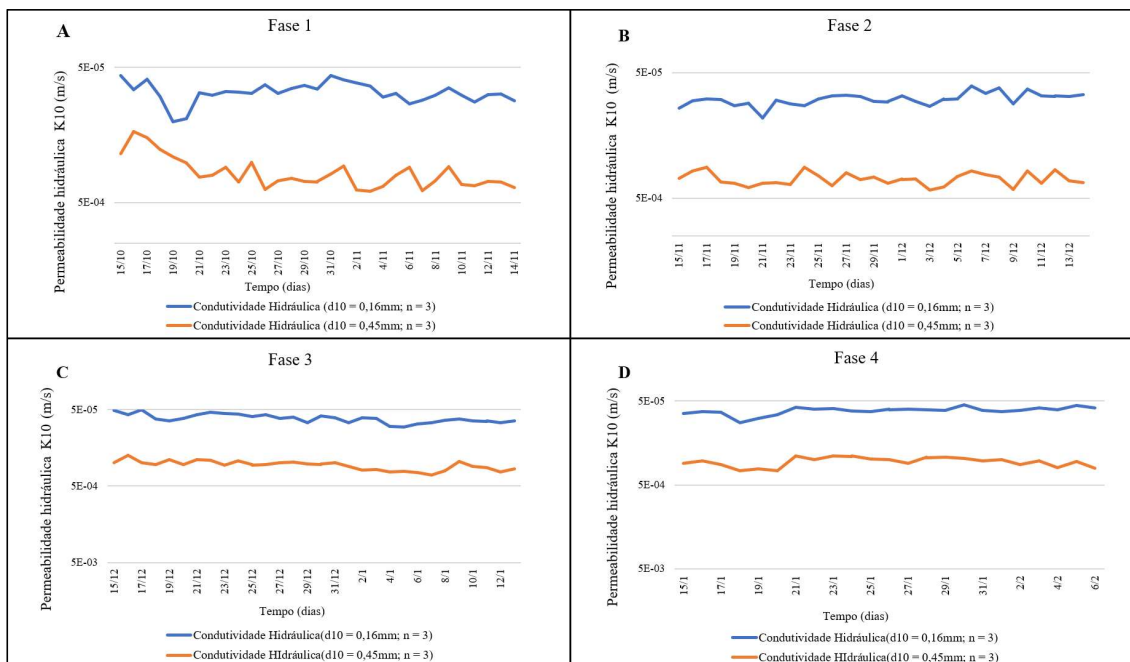 A
Fase 1
Permeabilidade hidráulica K10 (m/s)
5E-05
5E-04
15/10
17/10
19/10
21/10
23/10
25/10
27/10
29/10
31/10
2/11
4/11
6/11
8/11
10/11
12/11
14/11
Tempo (dias)
Condutividade Hidráulica (d10 = 0,16mm; n = 3)
Condutividade Hidráulica (d10 = 0,45mm; n = 3)
B
Fase 2
Permeabilidade hidráulica K10 (m/s)
5E-05
5E-04
15/11
17/11
19/11
21/11
23/11
25/11
27/11
29/11
1/12
3/12
5/12
7/12
9/12
11/12
13/12
Tempo (dias)
Condutividade Hidráulica (d10 = 0,16mm; n = 3)
Condutividade Hidráulica (d10 = 0,45mm; n = 3)
C
Fase 3
Permeabilidade hidráulica K10 (m/s)
5E-05
5E-04
5E-03
15/12
17/12
19/12
21/12
23/12
25/12
27/12
29/12
31/12
2/1
4/1
6/1
8/1
10/1
12/1
Tempo (dias)
Condutividade Hidráulica(d10 = 0,16mm; n = 3)
Condutividade HIdráulica(d10 = 0,45mm; n = 3)
D
Fase 4
Permeabilidade hidráulica K10 (m/s)
5E-05
5E-04
5E-03
15/1
17/1
19/1
21/1
23/1
25/1
27/1
29/1
31/1
2/2
4/2
6/2
Tempo (dias)
Condutividade Hidráulica(d10 = 0,16mm; n = 3)
Condutividade HIdráulica(d10 = 0,45mm; n = 3)